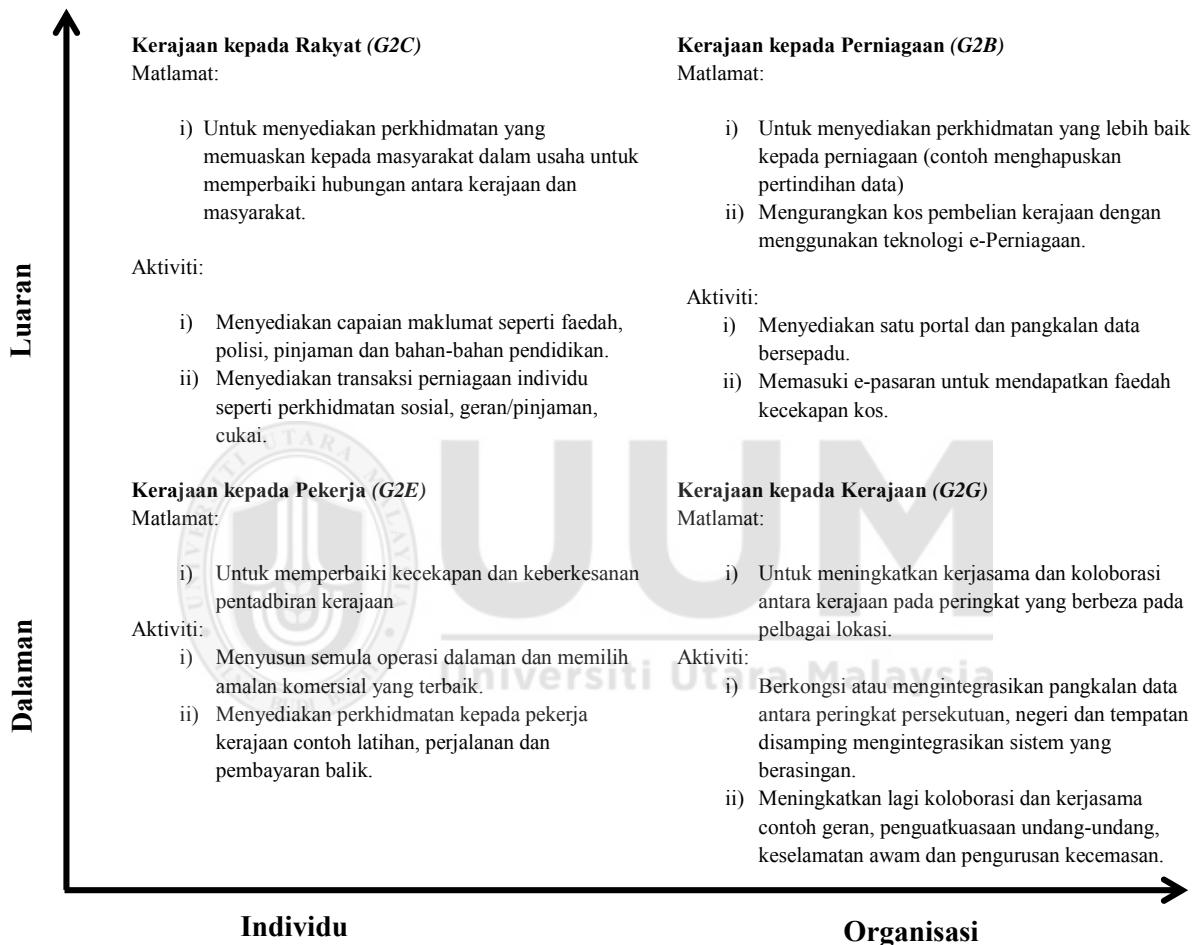 Kerajaan kepada Rakyat (G2C)
Matlamat:
i) Untuk menyediakan perkhidmatan yang
memuaskan kepada masyarakat dalam usaha untuk
memperbaiki hubungan antara kerajaan dan
masyarakat.
Aktiviti:
i) Menyediakan capaian maklumat seperti faedah,
polisi, pinjaman dan bahan-bahan pendidikan.
ii) Menyediakan transaksi perniagaan individu
seperti perkhidmatan sosial, geran/pinjaman,
cukai.
Kerajaan kepada Perniagaan (G2B)
Matlamat:
i) Untuk menyediakan perkhidmatan yang lebih baik
kepada perniagaan (contoh menghapuskan
pertindihan data)
ii) Mengurangkan kos pembelian kerajaan dengan
menggunakan teknologi e-Perniagaan.
Aktiviti:
i) Menyediakan satu portal dan pangkalan data
bersepadu.
ii) Memasuki e-pasaran untuk mendapatkan faedah
kecekapan kos.
Luaran
Kerajaan kepada Pekerja (G2E)
Matlamat:
i) Untuk memperbaiki kecekapan dan keberkesanan
pentadbiran kerajaan
Aktiviti:
i) Menyusun semula operasi dalaman dan memilih
amalan komersial yang terbaik.
ii) Menyediakan perkhidmatan kepada pekerja
kerajaan contoh latihan, perjalanan dan
pembayaran balik.
Kerajaan kepada Kerajaan (G2G)
Matlamat:
i) Untuk meningkatkan kerjasama dan koloborasi
antara kerajaan pada peringkat yang berbeza pada
pelbagai lokasi.
Aktiviti:
i) Berkongsi atau mengintegrasikan pangkalan data
antara peringkat persekutuan, negeri dan tempatan
disamping mengintegrasikan sistem yang
berasingan.
ii) Meningkatkan lagi koloborasi dan kerjasama
contoh geran, penguatkuasaan undang-undang,
keselamatan awam dan pengurusan kecemasan.
Dalaman
Individu
Organisasi
UUM
Universiti Utara Malaysia
UNIVERSITI UTARA MALAYSIA